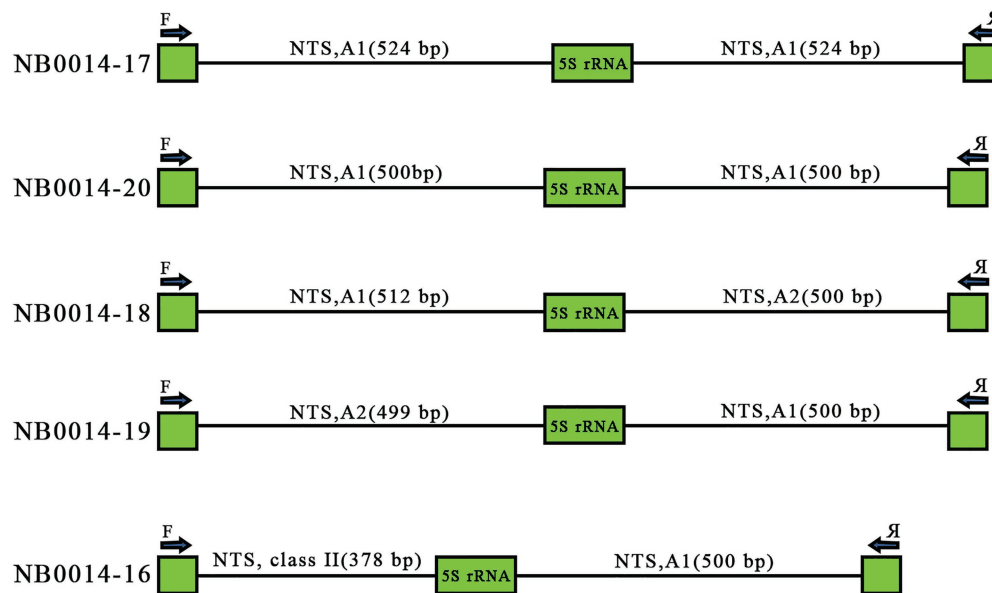 F Я
NB0014-17 NTS,A1(524 bp) 5S rRNA NTS,A1(524 bp)
F Я
NB0014-20 NTS,A1(500bp) 5S rRNA NTS,A1(500 bp)
F Я
NB0014-18 NTS,A1(512 bp) 5S rRNA NTS,A2(500 bp)
F Я
NB0014-19 NTS,A2(499 bp) 5S rRNA NTS,A1(500 bp)
F Я
NB0014-16 NTS, class II(378 bp) 5S rRNA NTS,A1(500 bp)